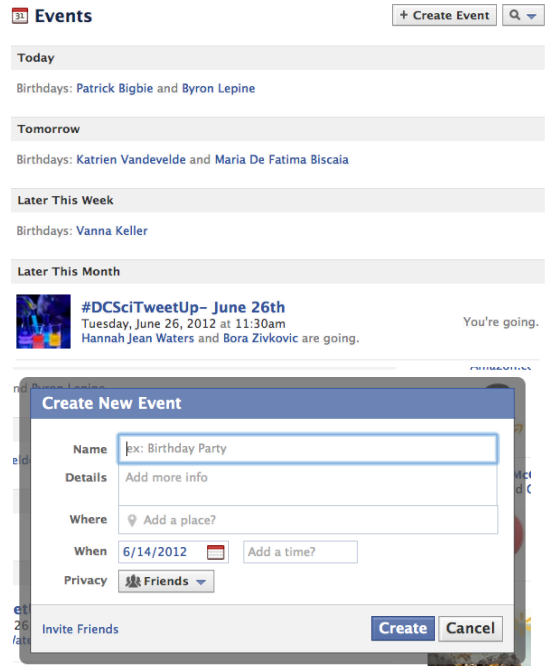 31 Events
+ Create Event
Today
Birthdays: Patrick Bigbie and Byron Lepine
Tomorrow
Birthdays: Katrien Vandevelde and Maria De Fatima Biscaia
Later This Week
Birthdays: Vanna Keller
Later This Month
#DCSciTweetUp– June 26th
Tuesday, June 26, 2012 at 11:30am
Hannah Jean Waters and Bora Zivkovic are going.
You're going.
Create New Event
Name ex: Birthday Party
Details Add more info
Where Add a place?
When 6/14/2012 Add a time?
Privacy Friends
Invite Friends
Create Cancel